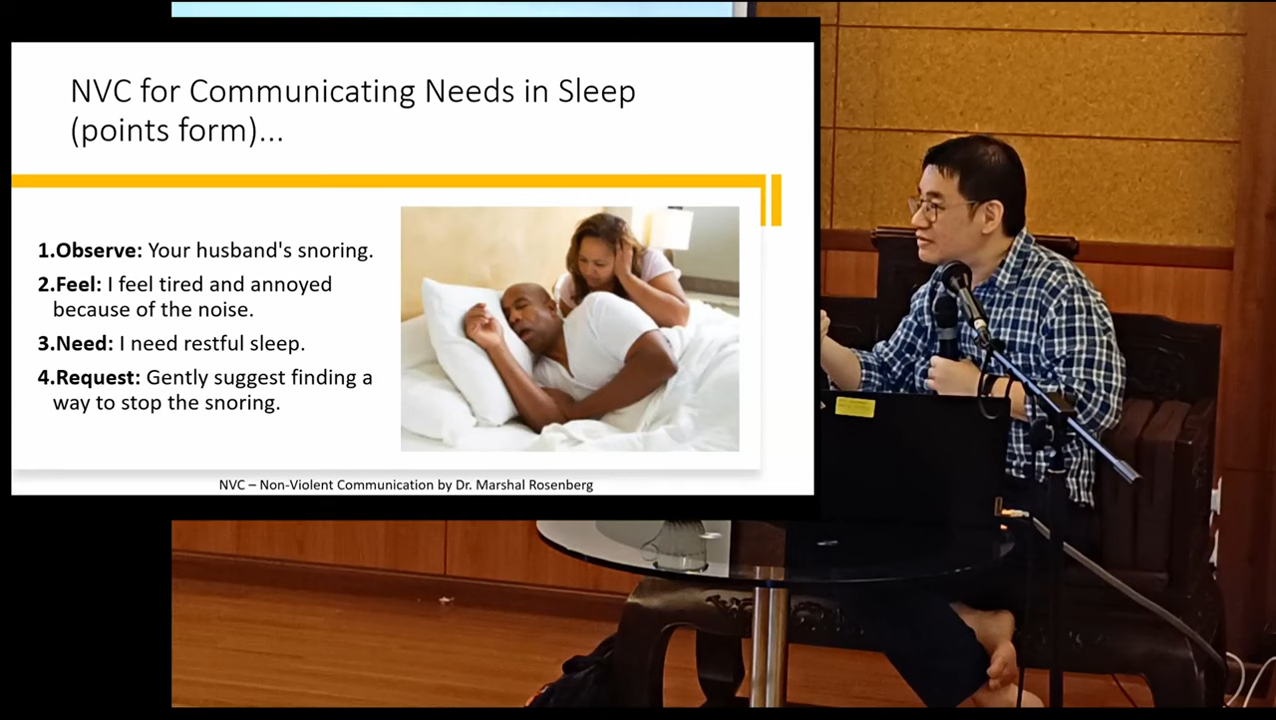 NVC for Communicating Needs in Sleep
(points form)...
1.Observe: Your husband's snoring.
2.Feel: I feel tired and annoyed
because of the noise.
3.Need: I need restful sleep.
4.Request: Gently suggest finding a
way to stop the snoring.
NVC – Non-Violent Communication by Dr. Marshal Rosenberg